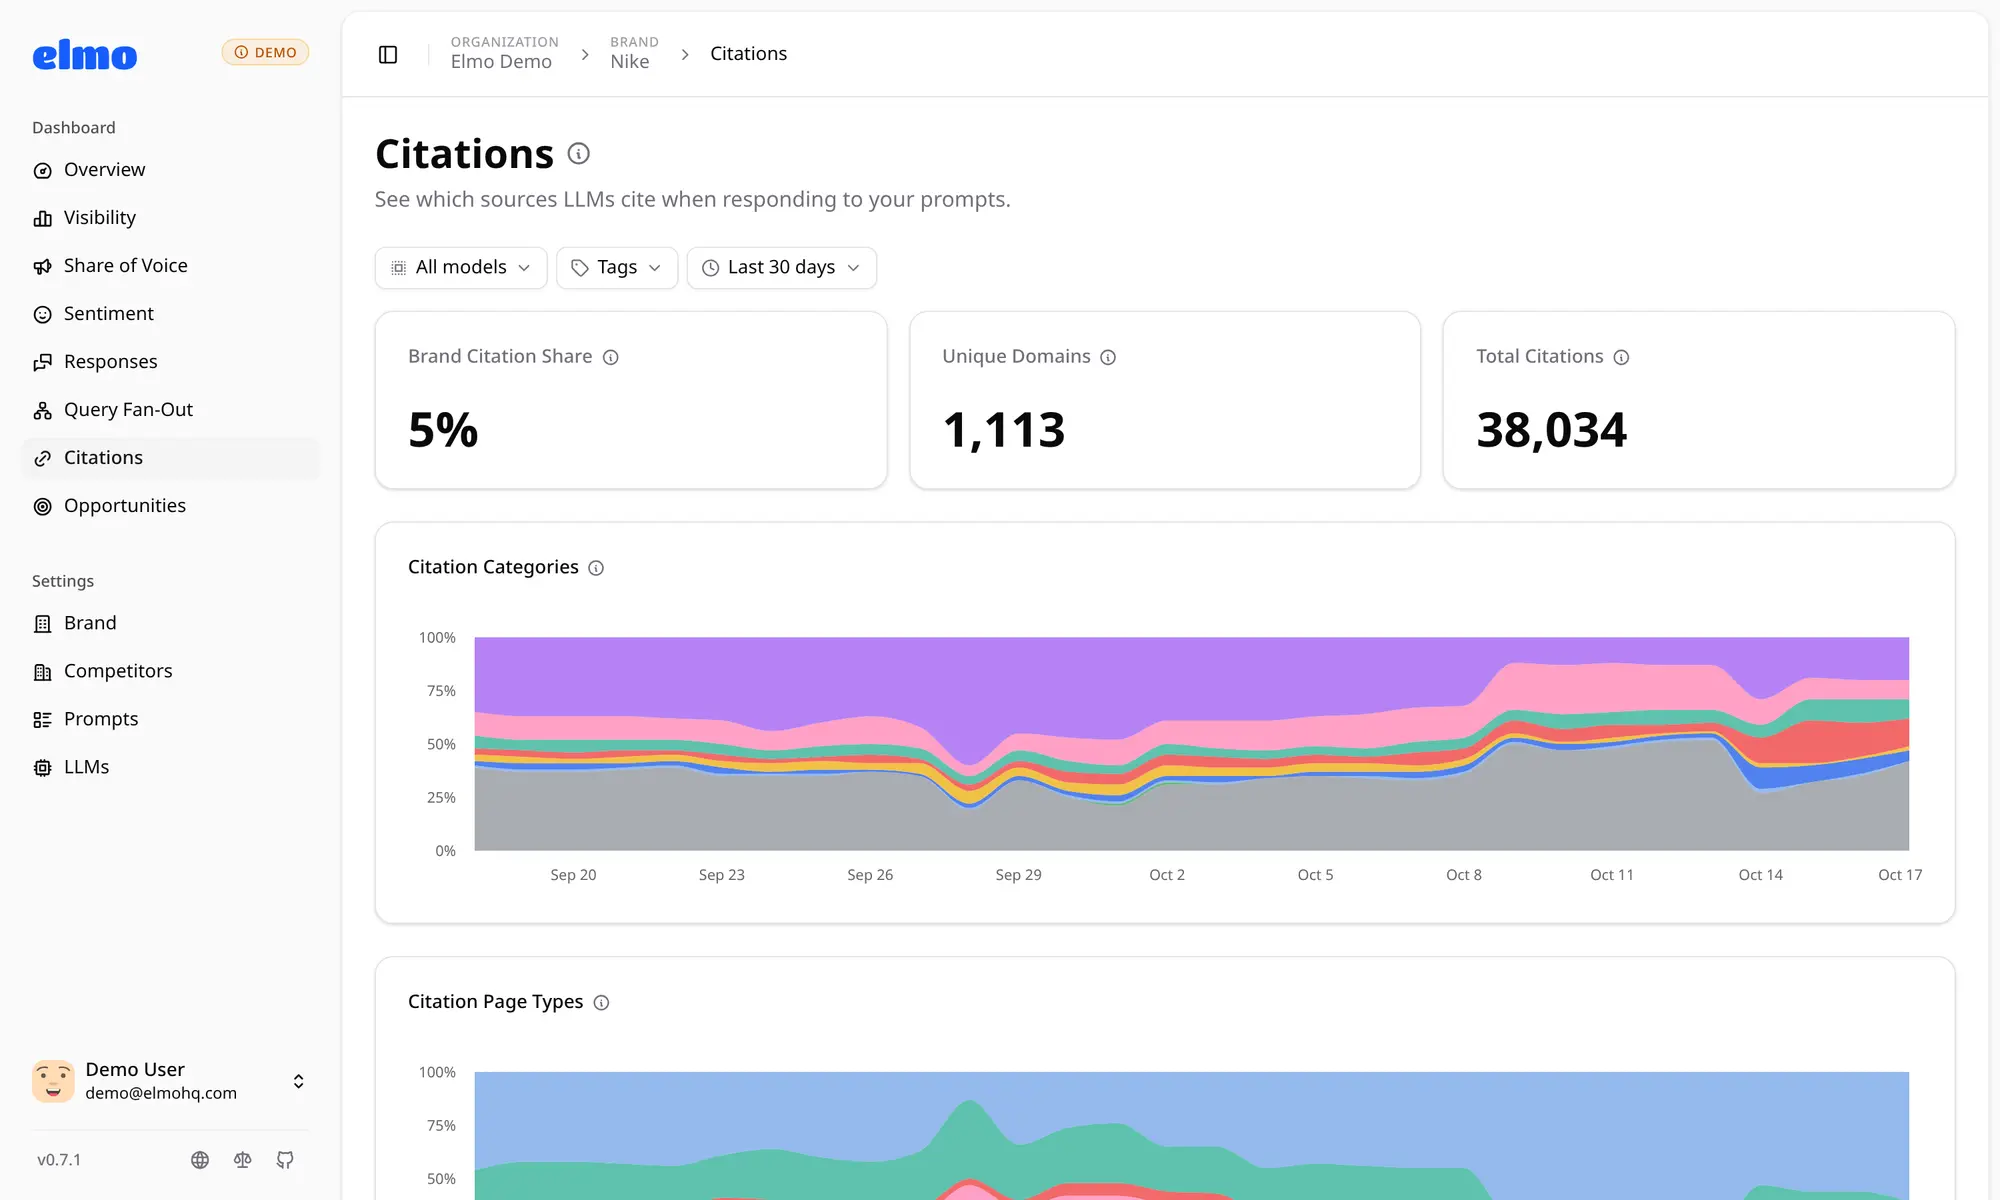 elmo
DEMO
Dashboard
Overview
Visibility
Share of Voice
Sentiment
Responses
Query Fan-Out
Citations
Opportunities
Settings
Brand
Competitors
Prompts
LLMs
Demo User
demo@elmohq.com
v0.7.1
ORGANIZATION
Elmo Demo
BRAND
Nike
Citations
Citations
See which sources LLMs cite when responding to your prompts.
All models
Tags
Last 30 days
Brand Citation Share
5%
Unique Domains
1,113
Total Citations
38,034
Citation Categories
100%
75%
50%
25%
0%
Sep 20 Sep 23 Sep 26 Sep 29 Oct 2 Oct 5 Oct 8 Oct 11 Oct 14 Oct 17
Citation Page Types
100%
75%
50%